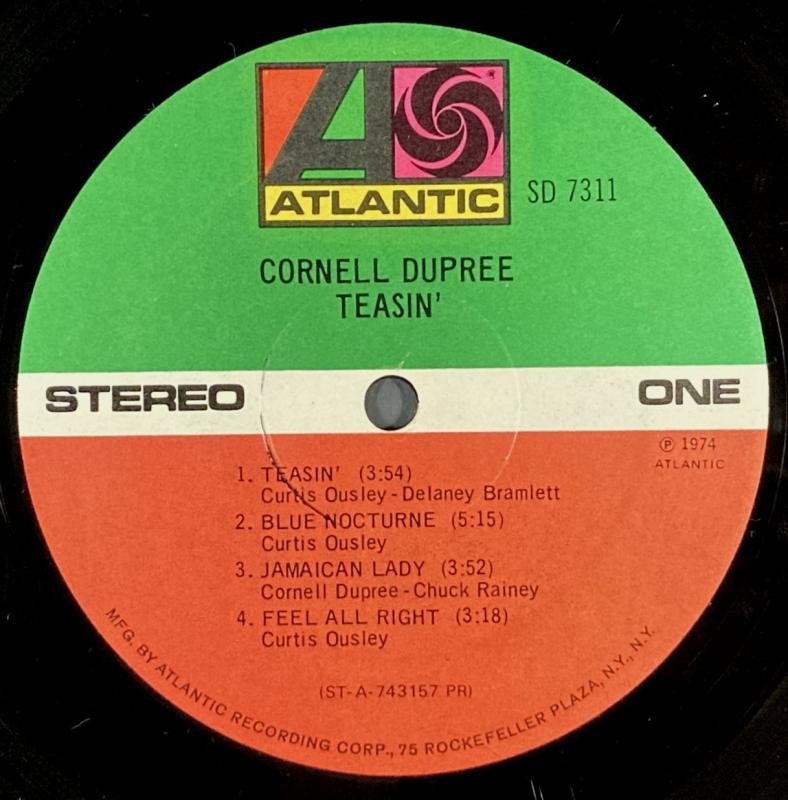 ATLANTIC
SD 7311
CORNELL DUPREE
TEASIN'
STEREO
ONE
℗ 1974
ATLANTIC
1. TEASIN' (3:54)
Curtis Ousley - Delaney Bramlett
2. BLUE NOCTURNE (5:15)
Curtis Ousley
3. JAMAICAN LADY (3:52)
Cornell Dupree - Chuck Rainey
4. FEEL ALL RIGHT (3:18)
Curtis Ousley
(ST-A-743157 PR)
MFG. BY ATLANTIC RECORDING CORP., 75 ROCKEFELLER PLAZA, N.Y., N.Y.